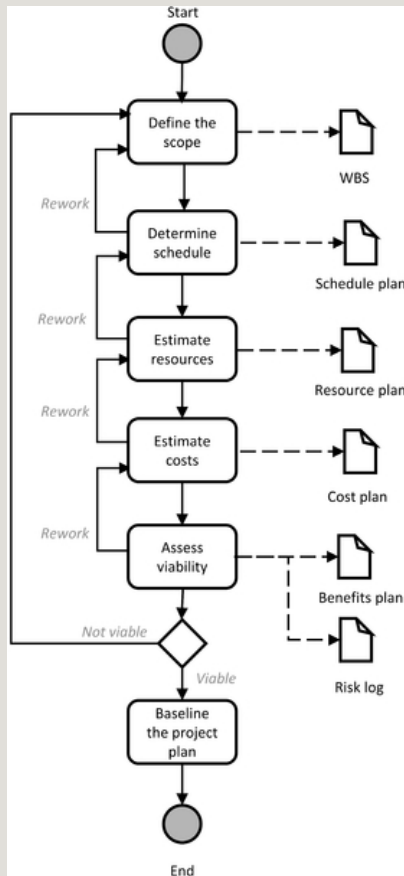 Start
Define the
scope
WBS
Rework
Determine
schedule
Schedule plan
Rework
Estimate
resources
Resource plan
Rework
Estimate
costs
Cost plan
Rework
Assess
viability
Benefits plan
Not viable
Risk log
Viable
Baseline
the project
plan
End